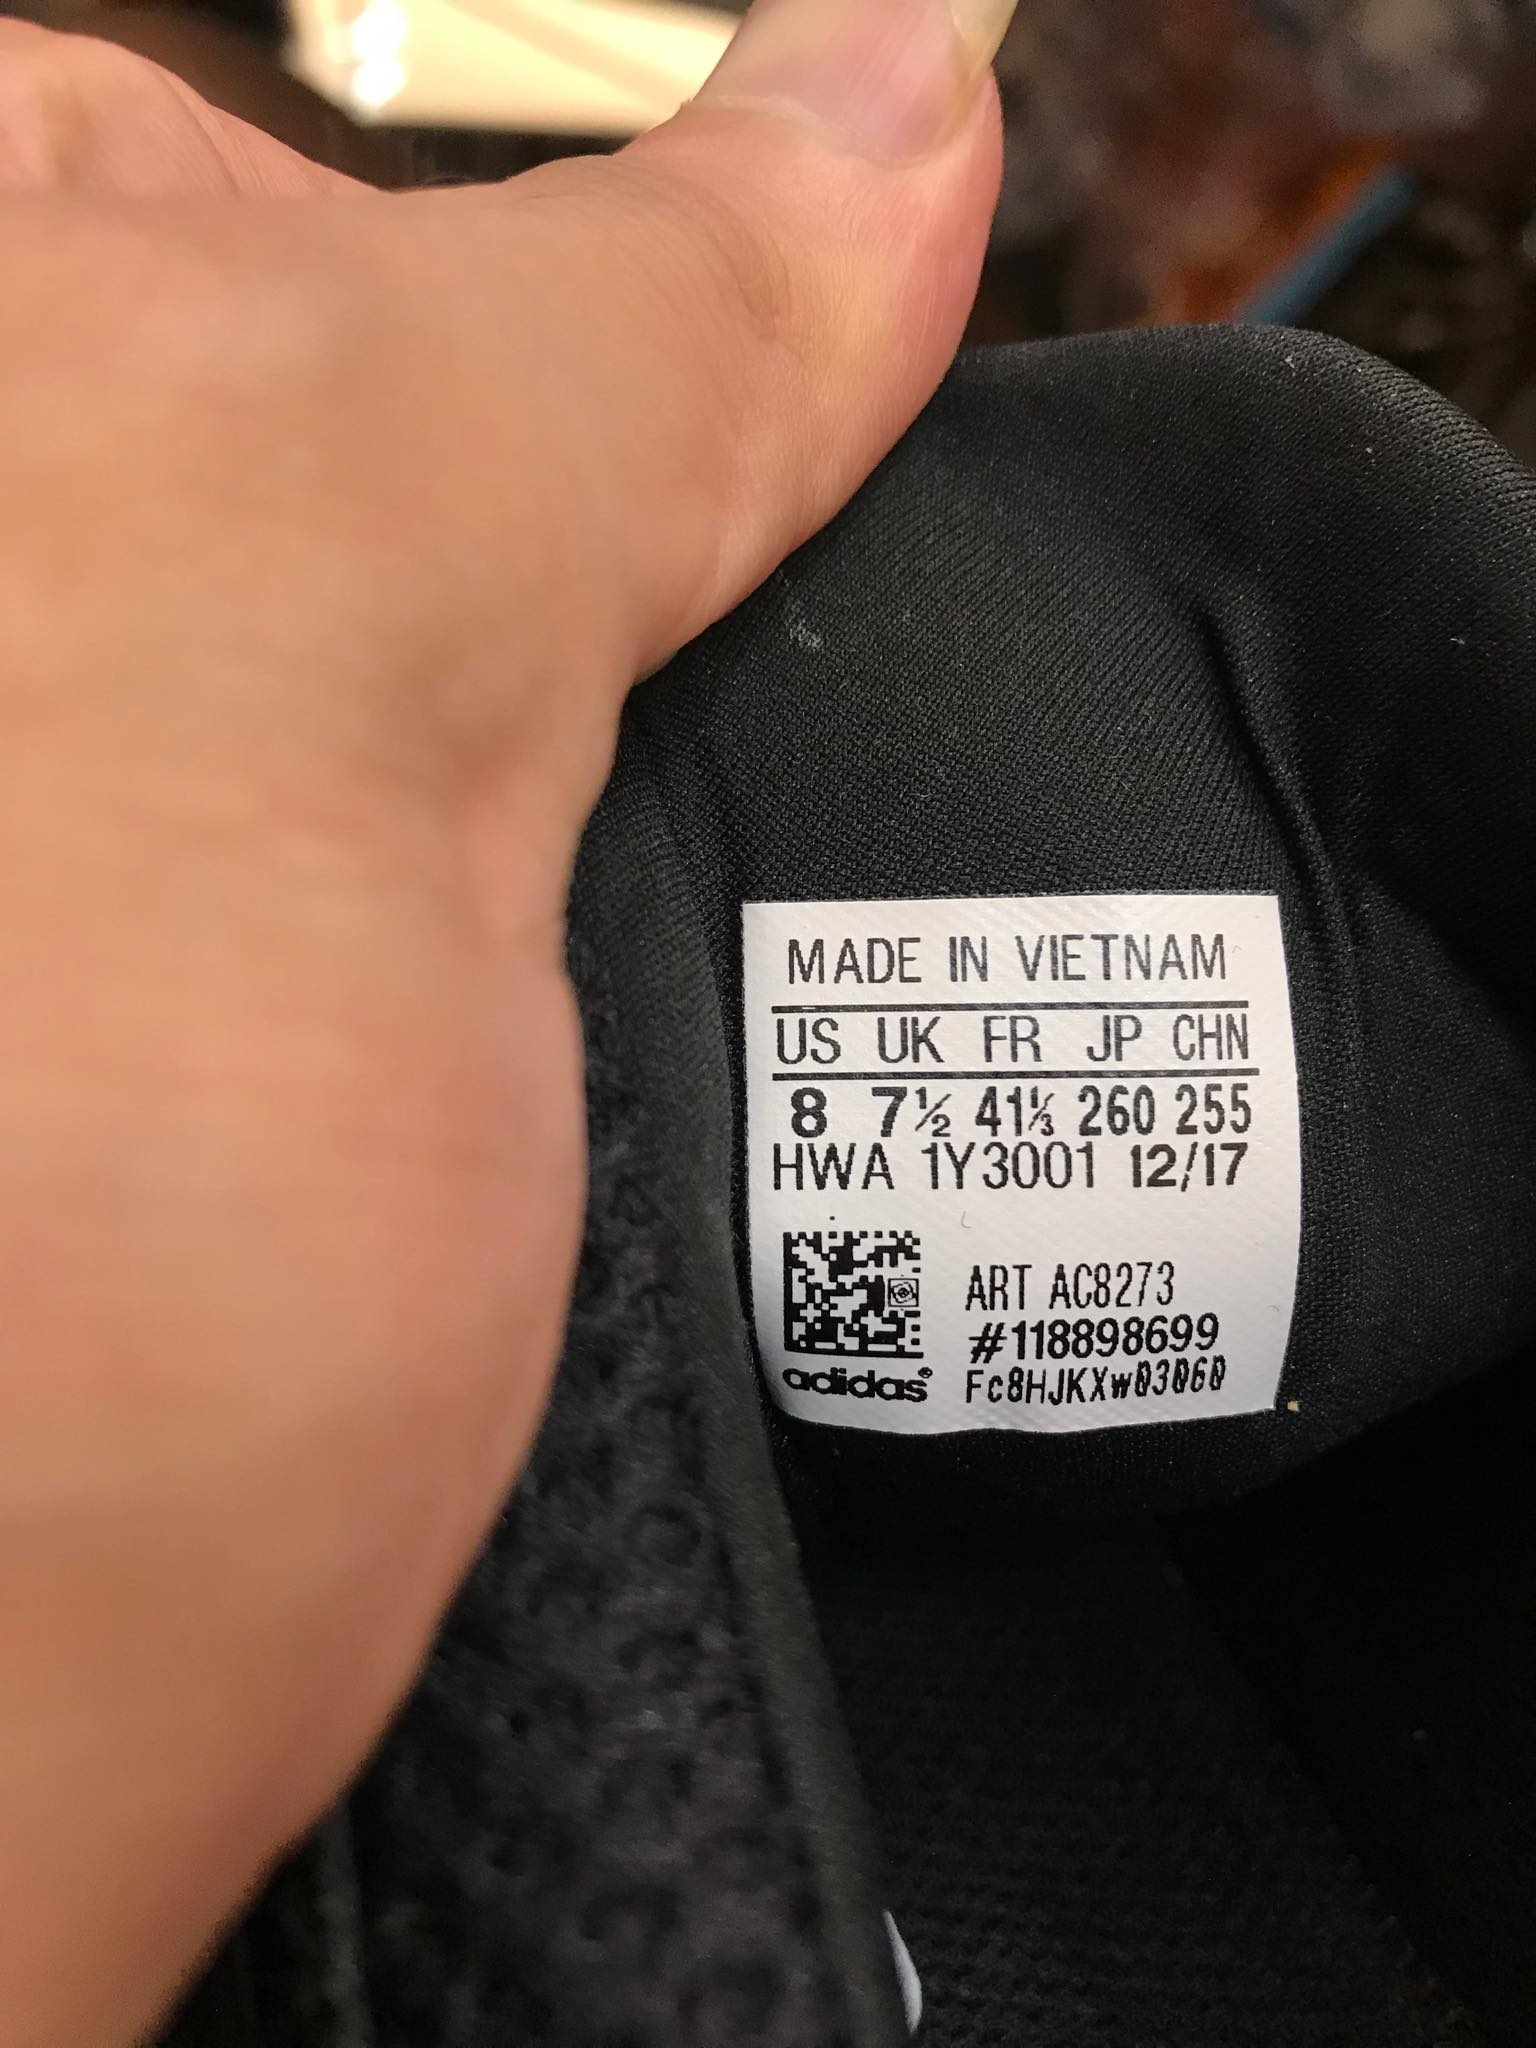 MADE IN VIETNAM
US UK FR JP CHN
8 7½ 41⅓ 260 255
HWA 1Y3001 12/17
ART AC8273
#118898699
adidas® Fc8HJKXw03060